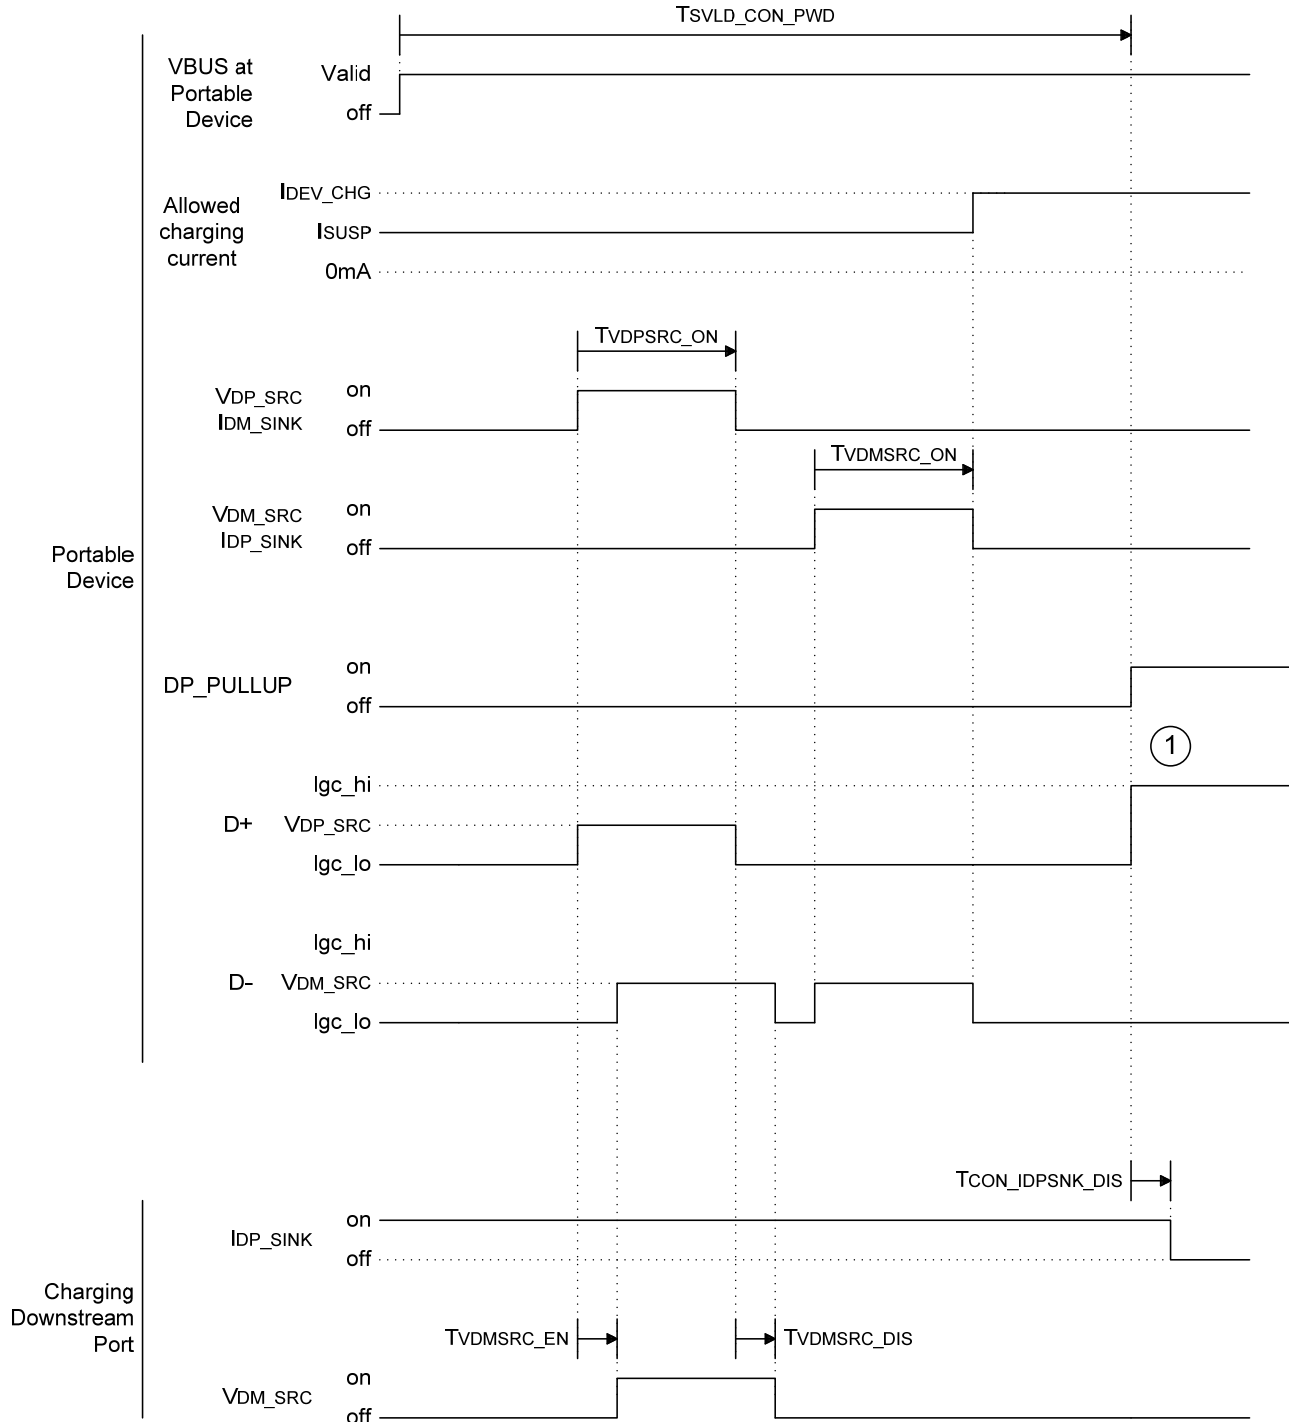 TSVLD_CON_PWD
VBUS at
Portable
Device
Valid
off
Allowed
charging
current
IDEV_CHG
ISUSP
0mA
TVDPSRC_ON
VDP_SRC
IDM_SINK
on
off
TVDMSRC_ON
VDM_SRC
IDP_SINK
on
off
Portable
Device
DP_PULLUP
on
off
1
D+
lgc_hi
VDP_SRC
lgc_lo
D-
lgc_hi
VDM_SRC
lgc_lo
TCON_IDPSNK_DIS
IDP_SINK
on
off
Charging
Downstream
Port
TVDMSRC_EN
TVDMSRC_DIS
VDM_SRC
on
off